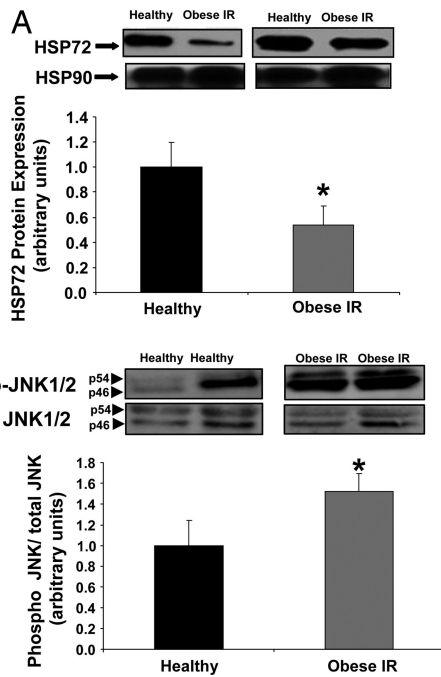 A
Healthy Obese IR Healthy Obese IR
HSP72
HSP90
HSP72 Protein Expression
(arbitrary units)
1.4
1.2
1.0
0.8
0.6
0.4
0.2
0.0
*
Healthy Obese IR
Healthy Healthy Obese IR Obese IR
-JNK1/2
p54
p46
JNK1/2
p54
p46
Phospho JNK/ total JNK
(arbitrary units)
1.8
1.6
1.4
1.2
1.0
0.8
0.6
0.4
0.2
0.0
*
Healthy Obese IR